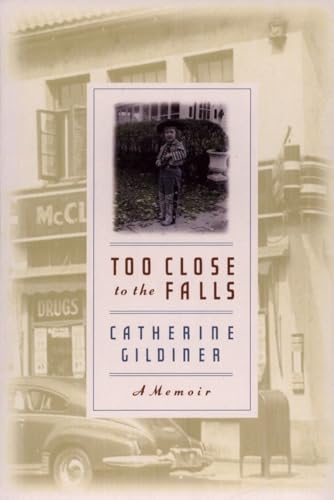 McCL
DRUGS
TOO CLOSE
to the FALLS
CATHERINE
GILDINER
A Memoir